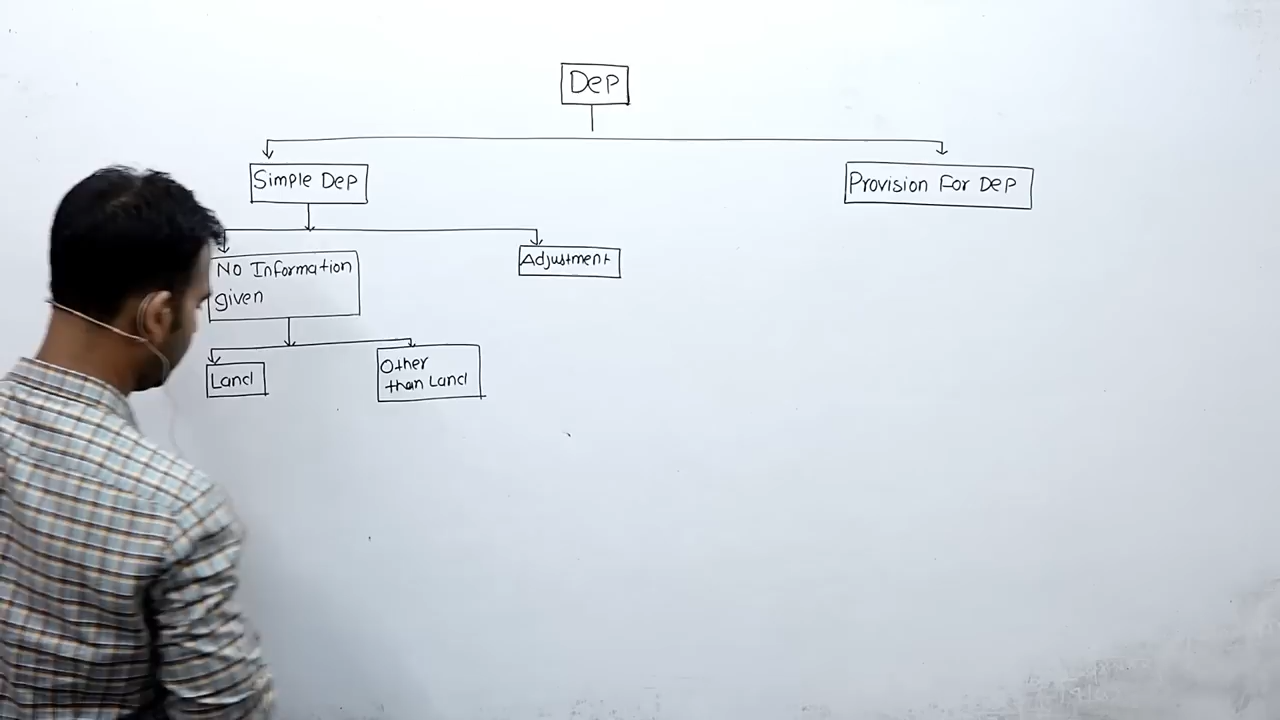 Dep
Simple Dep
Provision For Dep
No Information
given
Adjustment
Land
Other
than Land